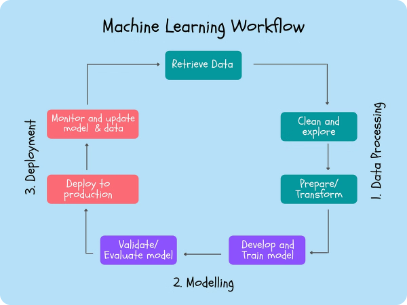 Machine Learning Workflow
Retrieve Data
Clean and
explore
Prepare/
Transform
1. Data Processing
Develop and
Train model
Validate/
Evaluate model
2. Modelling
Deploy to
production
Monitor and update
model & data
3. Deployment